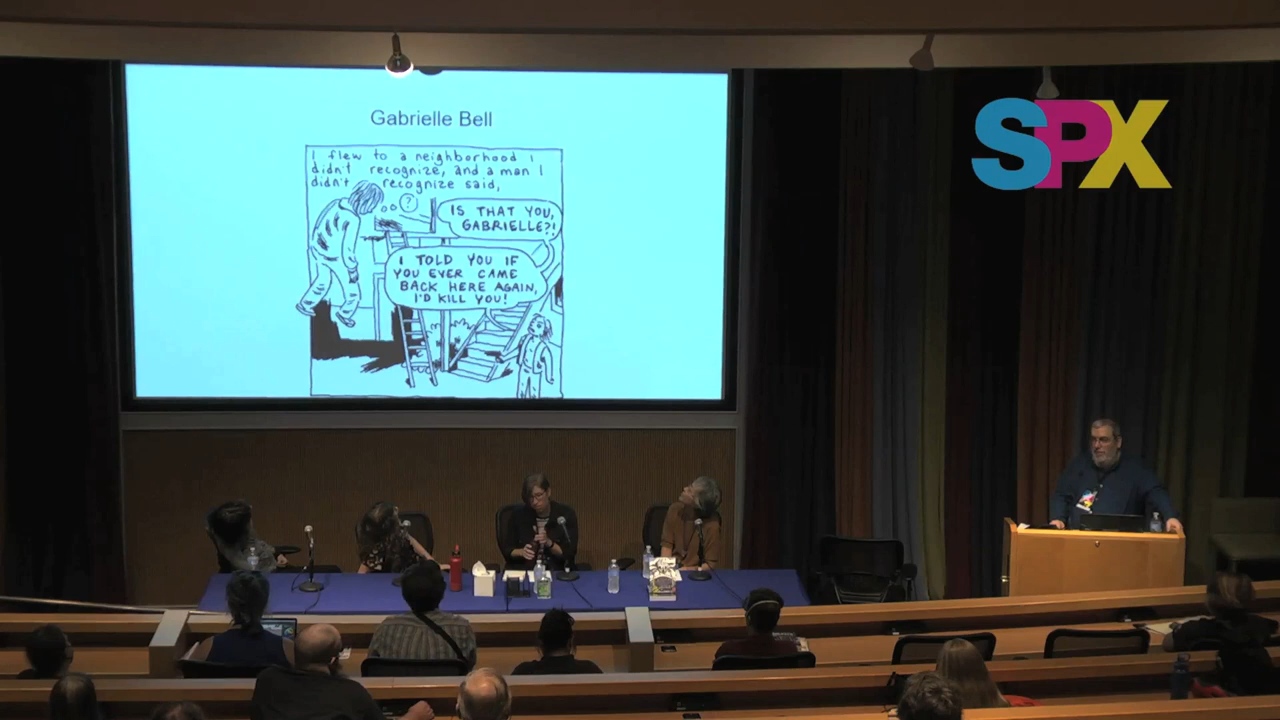 Gabrielle Bell
I flew to a neighborhood I
didn't recognize, and a man I
didn't recognize said,
?
IS THAT YOU,
GABRIELLE?!
I TOLD YOU IF
YOU EVER CAME
BACK HERE AGAIN,
I'D KILL YOU!
SPX